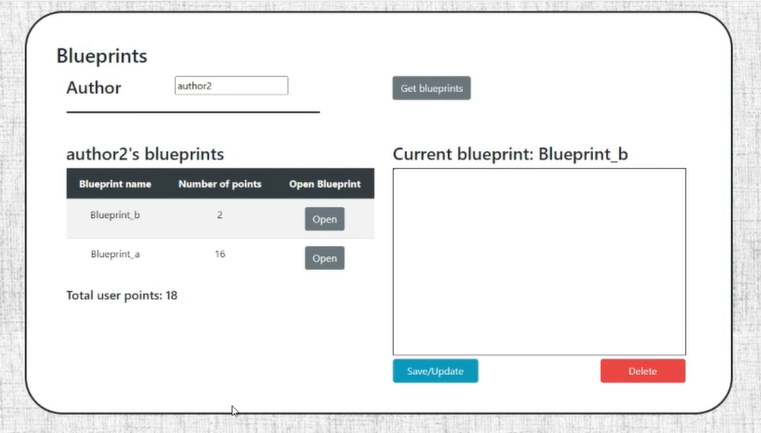 Blueprints
Author author2 Get blueprints
author2's blueprints
Current blueprint: Blueprint_b
Blueprint name Number of points Open Blueprint
Blueprint_b 2 Open
Blueprint_a 16 Open
Total user points: 18
Save/Update Delete